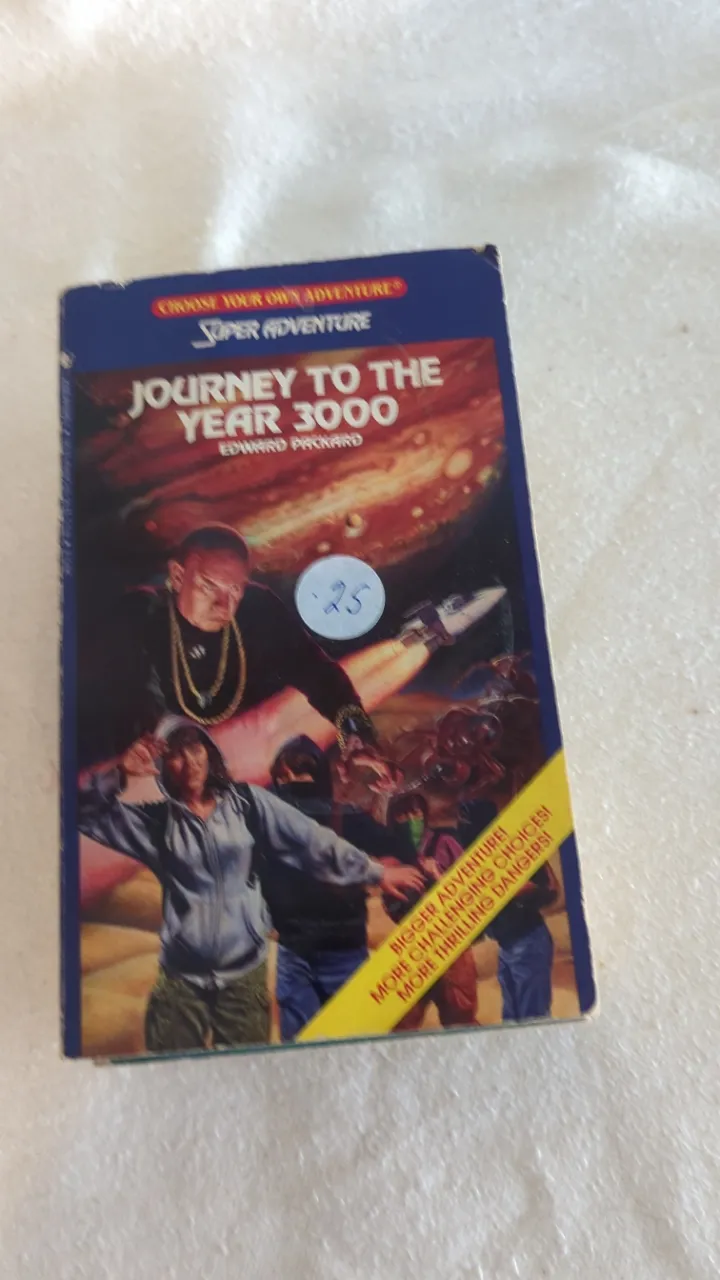 CHOOSE YOUR OWN ADVENTURE®
SUPER ADVENTURE
JOURNEY TO THE
YEAR 3000
EDWARD PACKARD
.25
BIGGER ADVENTURE!
MORE CHALLENGING CHOICES!
MORE THRILLING DANGERS!